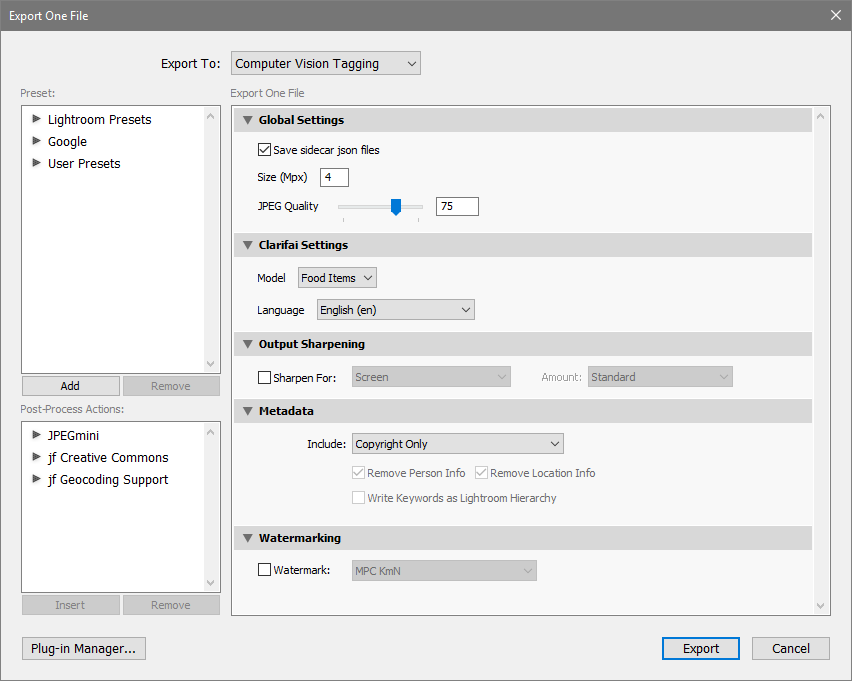 Export One File
Export To: Computer Vision Tagging
Preset:
Lightroom Presets
Google
User Presets
Add Remove
Post-Process Actions:
JPEGmini
jf Creative Commons
jf Geocoding Support
Insert Remove
Export One File
Global Settings
Save sidecar json files
Size (Mpx) 4
JPEG Quality 75
Clarifai Settings
Model Food Items
Language English (en)
Output Sharpening
Sharpen For: Screen Amount: Standard
Metadata
Include: Copyright Only
Remove Person Info Remove Location Info
Write Keywords as Lightroom Hierarchy
Watermarking
Watermark: MPC KmN
Plug-in Manager... Export Cancel